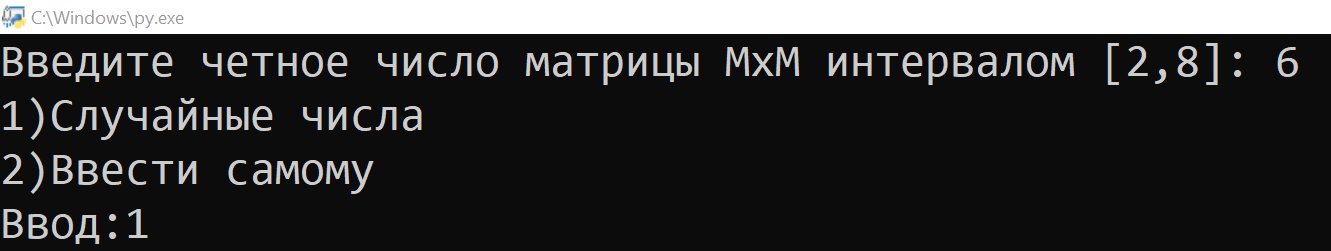 C:\Windows\py.exe
Введите четное число матрицы МхМ интервалом [2,8]: 6
1)Случайные числа
2)Ввести самому
Ввод:1